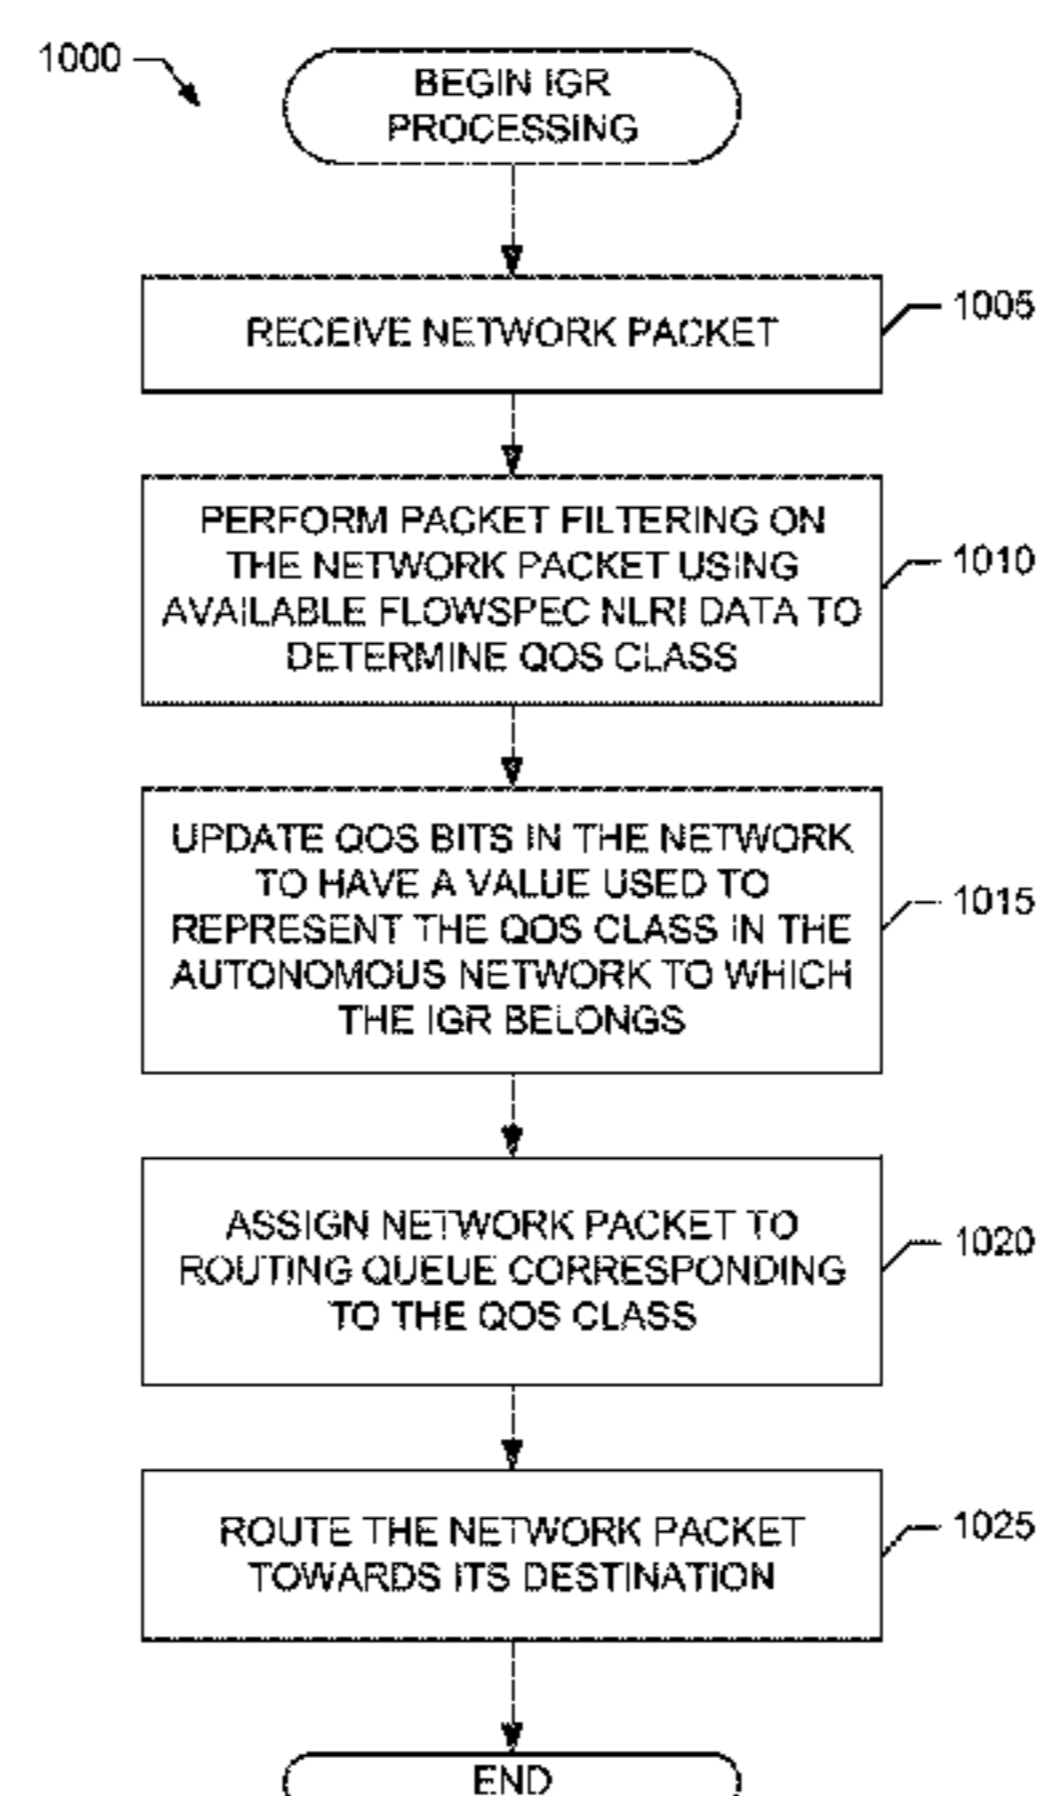 1000
BEGIN IGR
PROCESSING
RECEIVE NETWORK PACKET
1005
PERFORM PACKET FILTERING ON
THE NETWORK PACKET USING
AVAILABLE FLOWSPEC NLRI DATA TO
DETERMINE QOS CLASS
1010
UPDATE QOS BITS IN THE NETWORK
TO HAVE A VALUE USED TO
REPRESENT THE QOS CLASS IN THE
AUTONOMOUS NETWORK TO WHICH
THE IGR BELONGS
1015
ASSIGN NETWORK PACKET TO
ROUTING QUEUE CORRESPONDING
TO THE QOS CLASS
1020
ROUTE THE NETWORK PACKET
TOWARDS ITS DESTINATION
1025
END